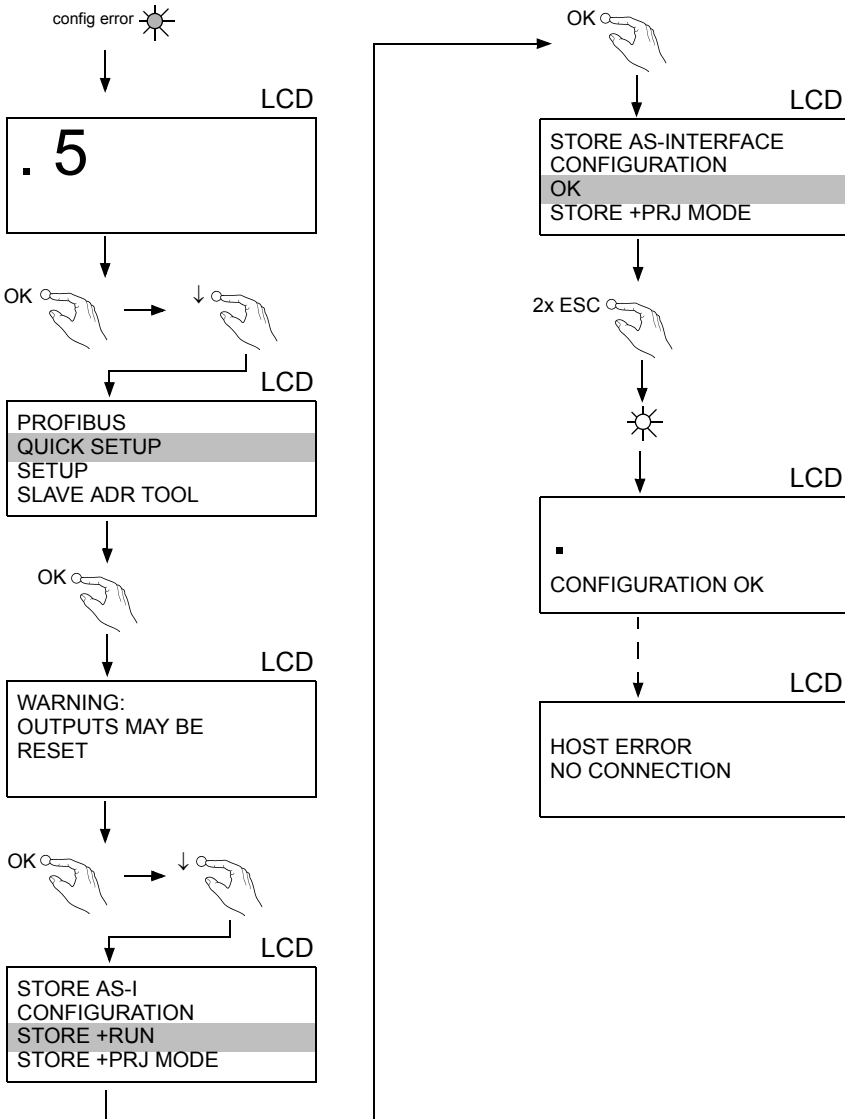 config error
LCD
. 5
OK
↓
LCD
PROFIBUS
QUICK SETUP
SETUP
SLAVE ADR TOOL
OK
LCD
WARNING:
OUTPUTS MAY BE
RESET
OK
↓
LCD
STORE AS-I
CONFIGURATION
STORE +RUN
STORE +PRJ MODE
OK
LCD
STORE AS-INTERFACE
CONFIGURATION
OK
STORE +PRJ MODE
2x ESC
LCD
.
CONFIGURATION OK
LCD
HOST ERROR
NO CONNECTION